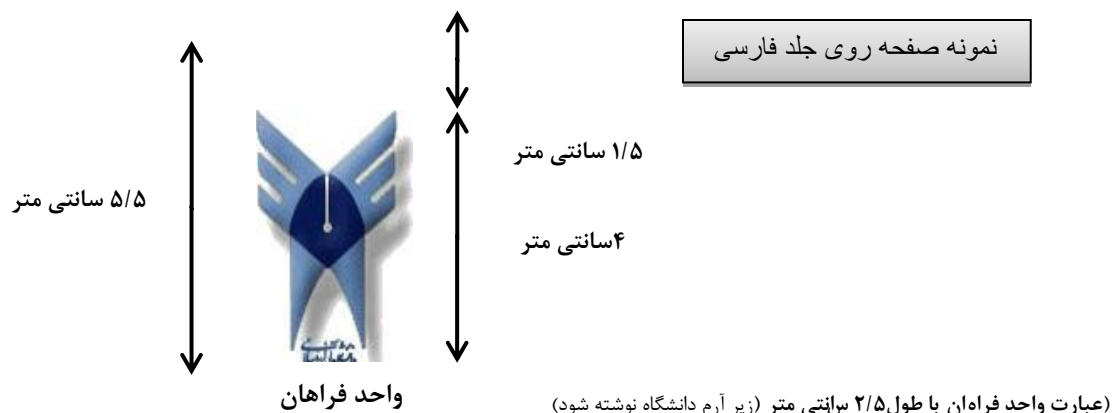 نمونه صفحه روی جلد فارسی
۱/۵ سانتی متر
۵/۵ سانتی متر
۴سانتی متر
واحد فراهان
(عبارت واحد فراهان با طول۲/۵ سانتی متر (زیر آرم دانشگاه نوشته شود)